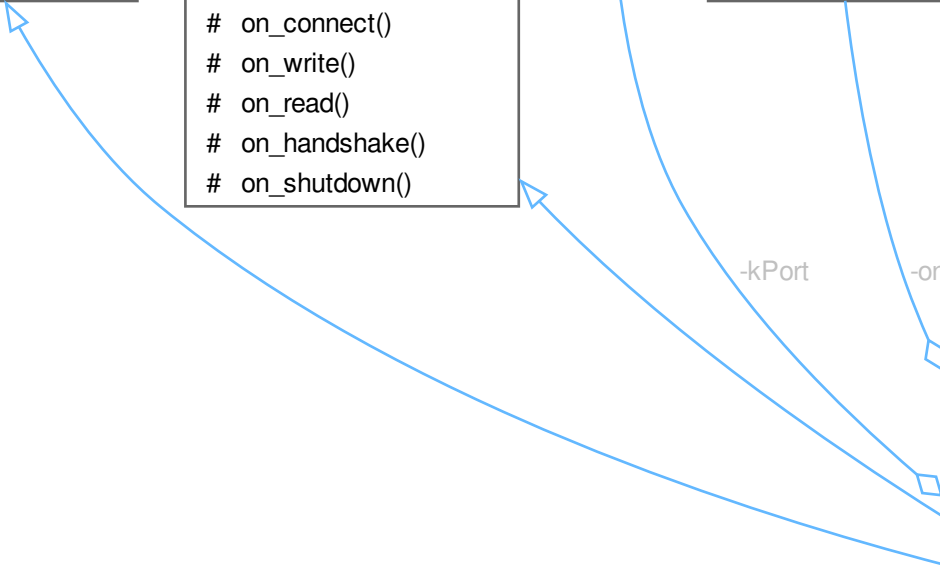 # on_connect()
# on_write()
# on_read()
# on_handshake()
# on_shutdown()
-kPort